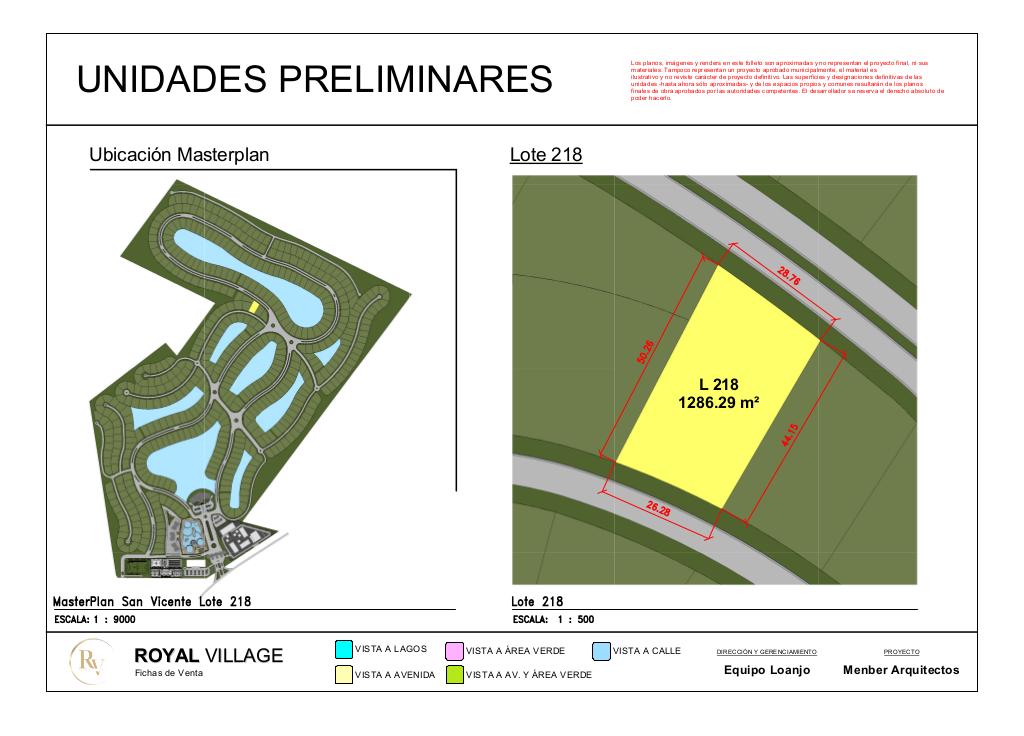 UNIDADES PRELIMINARES
Los planos, imágenes y renders en este folleto son aproximadas y no representan el proyecto final, ni sus
materiales. Tampoco representan un proyecto aprobado municipalmente, el material es
ilustrativo y no reviste carácter de proyecto definitivo. Las superficies y designaciones definitivas de las
unidades -hasta ahora sólo aproximadas- y de los espacios propios y comunes resultarán de los planos
finales de obra aprobados por las autoridades competentes. El desarrollador se reserva el derecho absoluto de
poder hacerlo.
Ubicación Masterplan
Lote 218
28.76
50.26
L 218
1286.29 m²
44.15
26.28
MasterPlan San Vicente Lote 218
ESCALA: 1 : 9000
Lote 218
ESCALA: 1 : 500
RV
ROYAL VILLAGE
Fichas de Venta
VISTA A LAGOS
VISTA A ÁREA VERDE
VISTA A CALLE
VISTA A AVENIDA
VISTA A AV. Y ÁREA VERDE
DIRECCIÓN Y GERENCIAMIENTO
Equipo Loanjo
PROYECTO
Menber Arquitectos